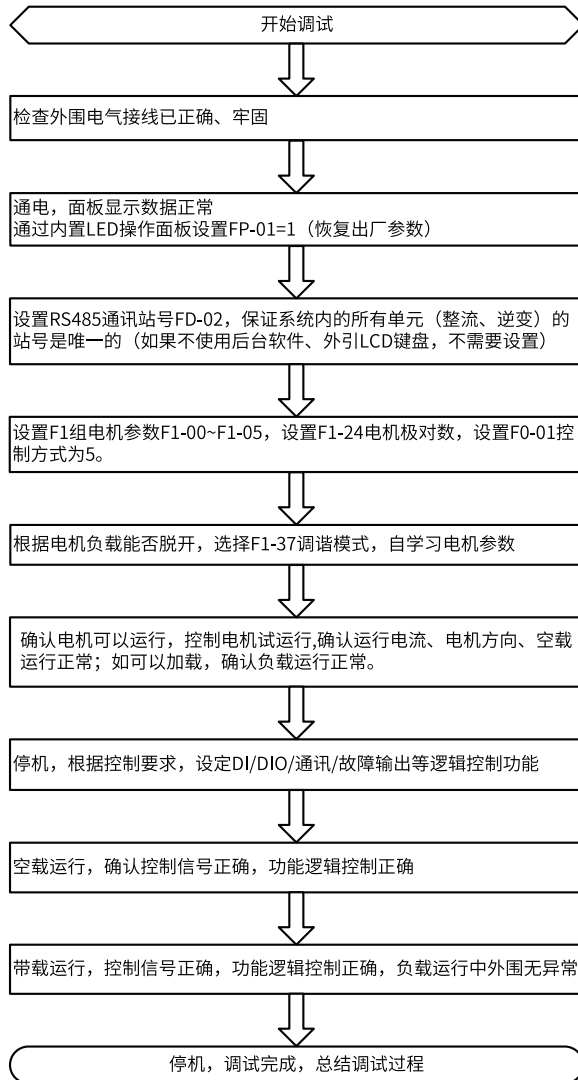 开始调试
检查外围电气接线已正确、牢固
通电，面板显示数据正常
通过内置LED操作面板设置FP-01=1（恢复出厂参数）
设置RS485通讯站号FD-02，保证系统内的所有单元（整流、逆变）的
站号是唯一的（如果不使用后台软件、外引LCD键盘，不需要设置）
设置F1组电机参数F1-00~F1-05，设置F1-24电机极对数，设置F0-01控
制方式为5。
根据电机负载能否脱开，选择F1-37调谐模式，自学习电机参数
确认电机可以运行，控制电机试运行,确认运行电流、电机方向、空载
运行正常；如可以加载，确认负载运行正常。
停机，根据控制要求，设定DI/DIO/通讯/故障输出等逻辑控制功能
空载运行，确认控制信号正确，功能逻辑控制正确
带载运行，控制信号正确，功能逻辑控制正确，负载运行中外围无异常
停机，调试完成，总结调试过程